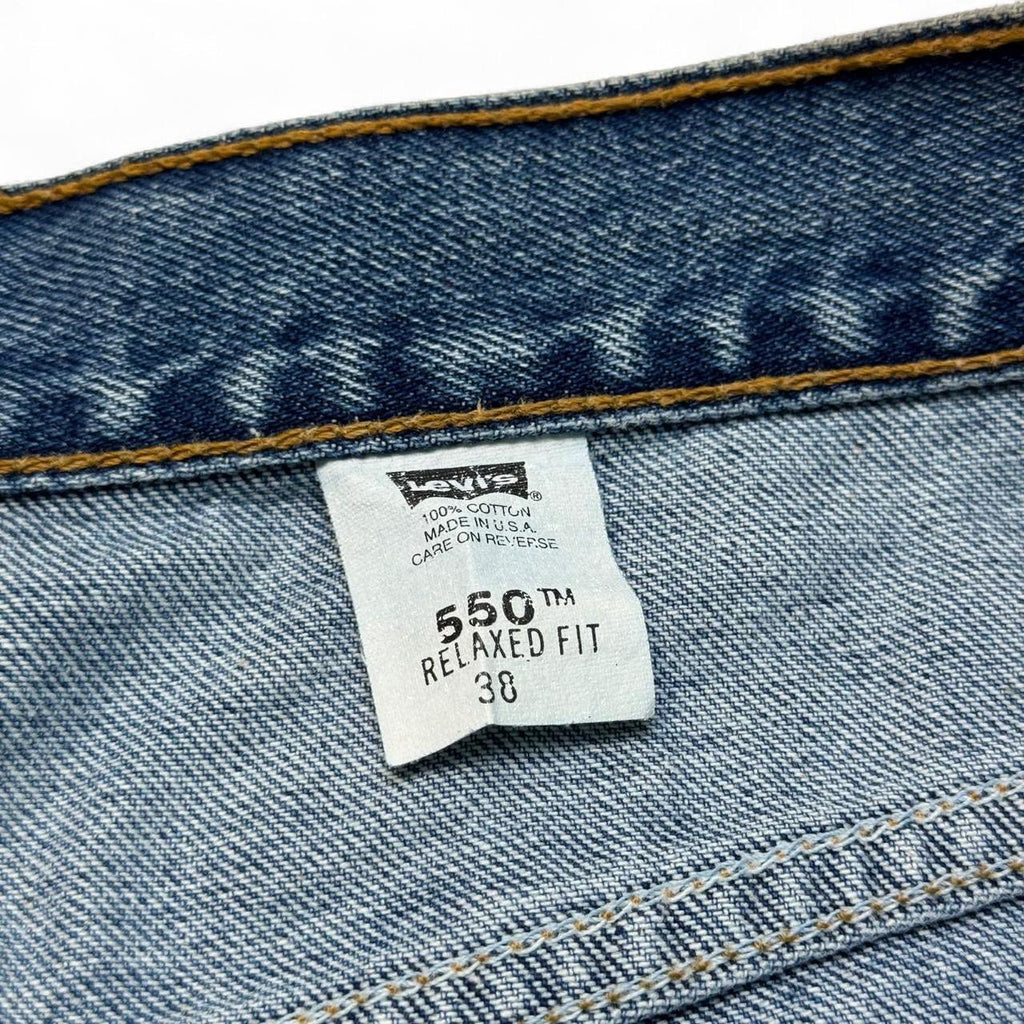 Levi's®
100% COTTON
MADE IN U.S.A.
CARE ON REVERSE
550™
RELAXED FIT
38